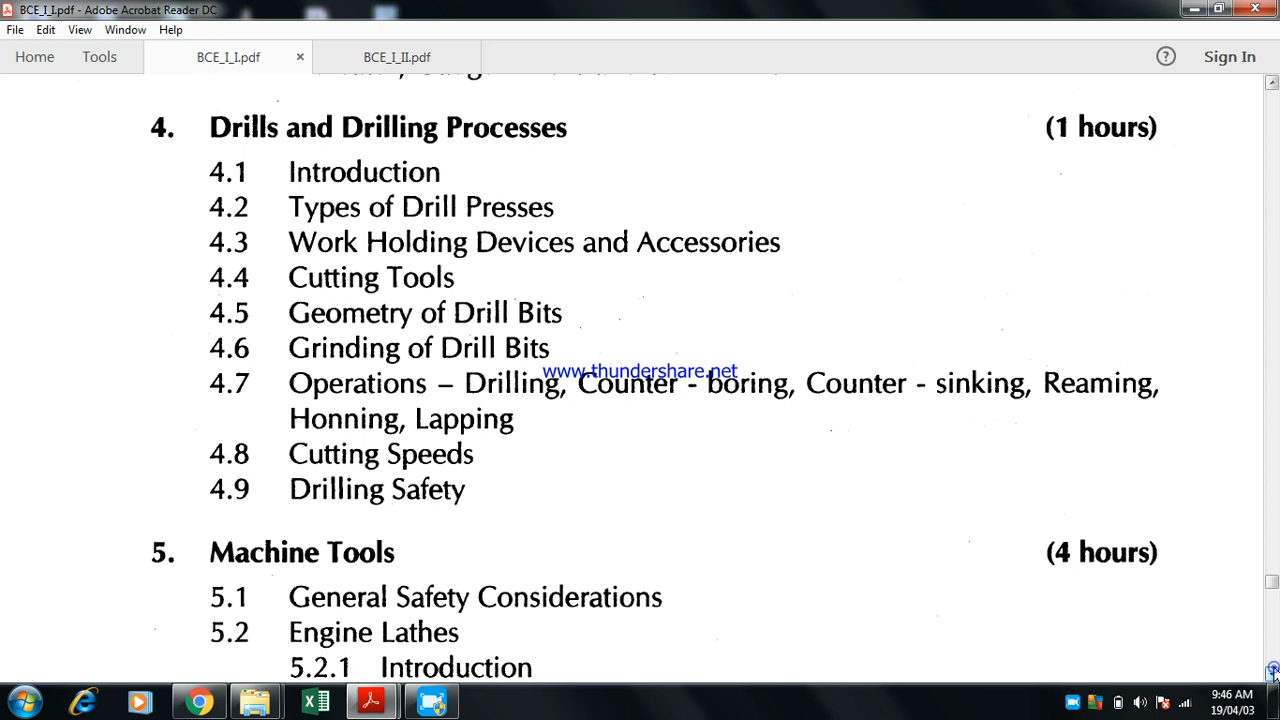 BCE_I_I.pdf - Adobe Acrobat Reader DC
File Edit View Window Help
Home Tools BCE_I_I.pdf × BCE_I_II.pdf ? Sign In
4. Drills and Drilling Processes (1 hours)
4.1 Introduction
4.2 Types of Drill Presses
4.3 Work Holding Devices and Accessories
4.4 Cutting Tools
4.5 Geometry of Drill Bits
4.6 Grinding of Drill Bits
www.thundershare.net
4.7 Operations – Drilling, Counter - boring, Counter - sinking, Reaming,
Honning, Lapping
4.8 Cutting Speeds
4.9 Drilling Safety
5. Machine Tools (4 hours)
5.1 General Safety Considerations
5.2 Engine Lathes
5.2.1 Introduction
9:46 AM
19/04/03